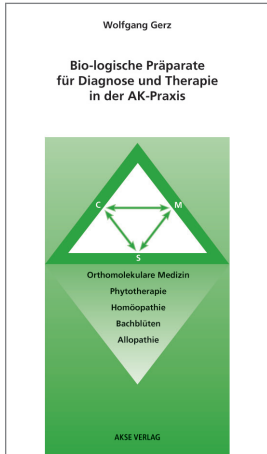 Wolfgang Gerz
Bio-logische Präparate
für Diagnose und Therapie
in der AK-Praxis
C
M
S
Orthomolekulare Medizin
Phytotherapie
Homöopathie
Bachblüten
Allopathie
AKSE VERLAG